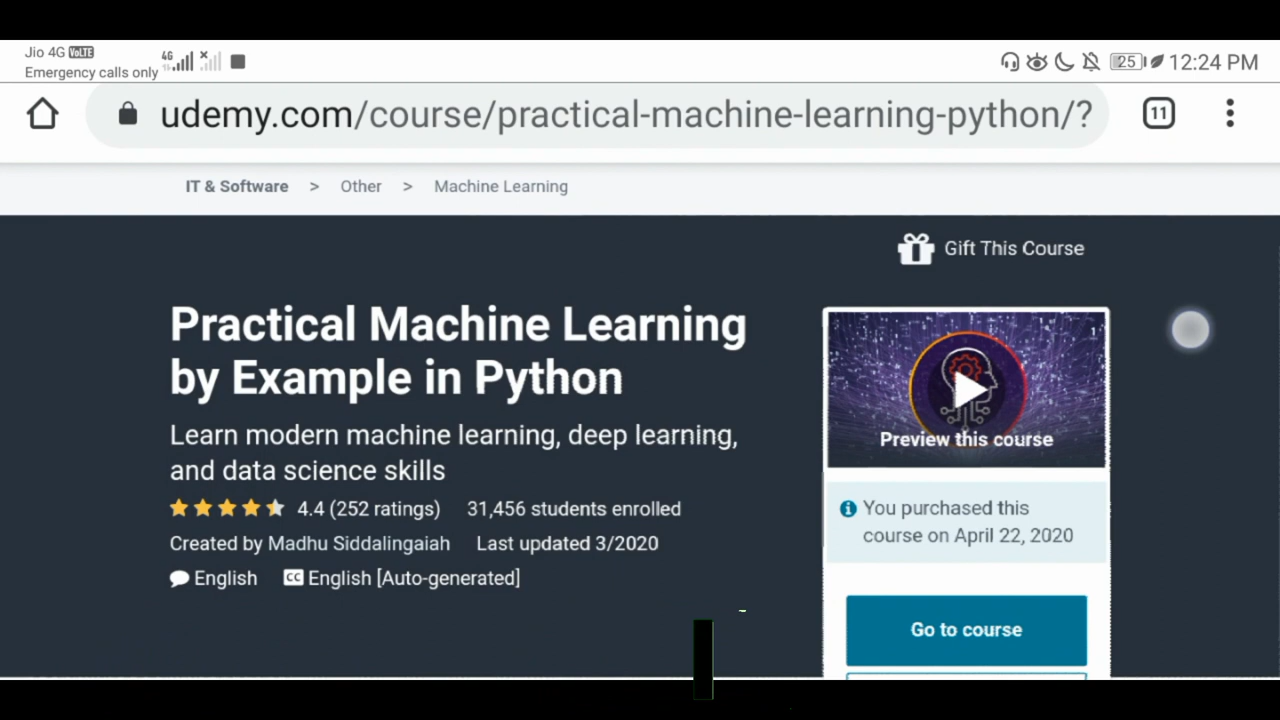 Jio 4G VoLTE
Emergency calls only
4G
25
12:24 PM
udemy.com/course/practical-machine-learning-python/?
11
IT & Software > Other > Machine Learning
Gift This Course
Practical Machine Learning
by Example in Python
Learn modern machine learning, deep learning,
and data science skills
4.4 (252 ratings) 31,456 students enrolled
Created by Madhu Siddalingaiah Last updated 3/2020
English CC English [Auto-generated]
Preview this course
You purchased this
course on April 22, 2020
Go to course